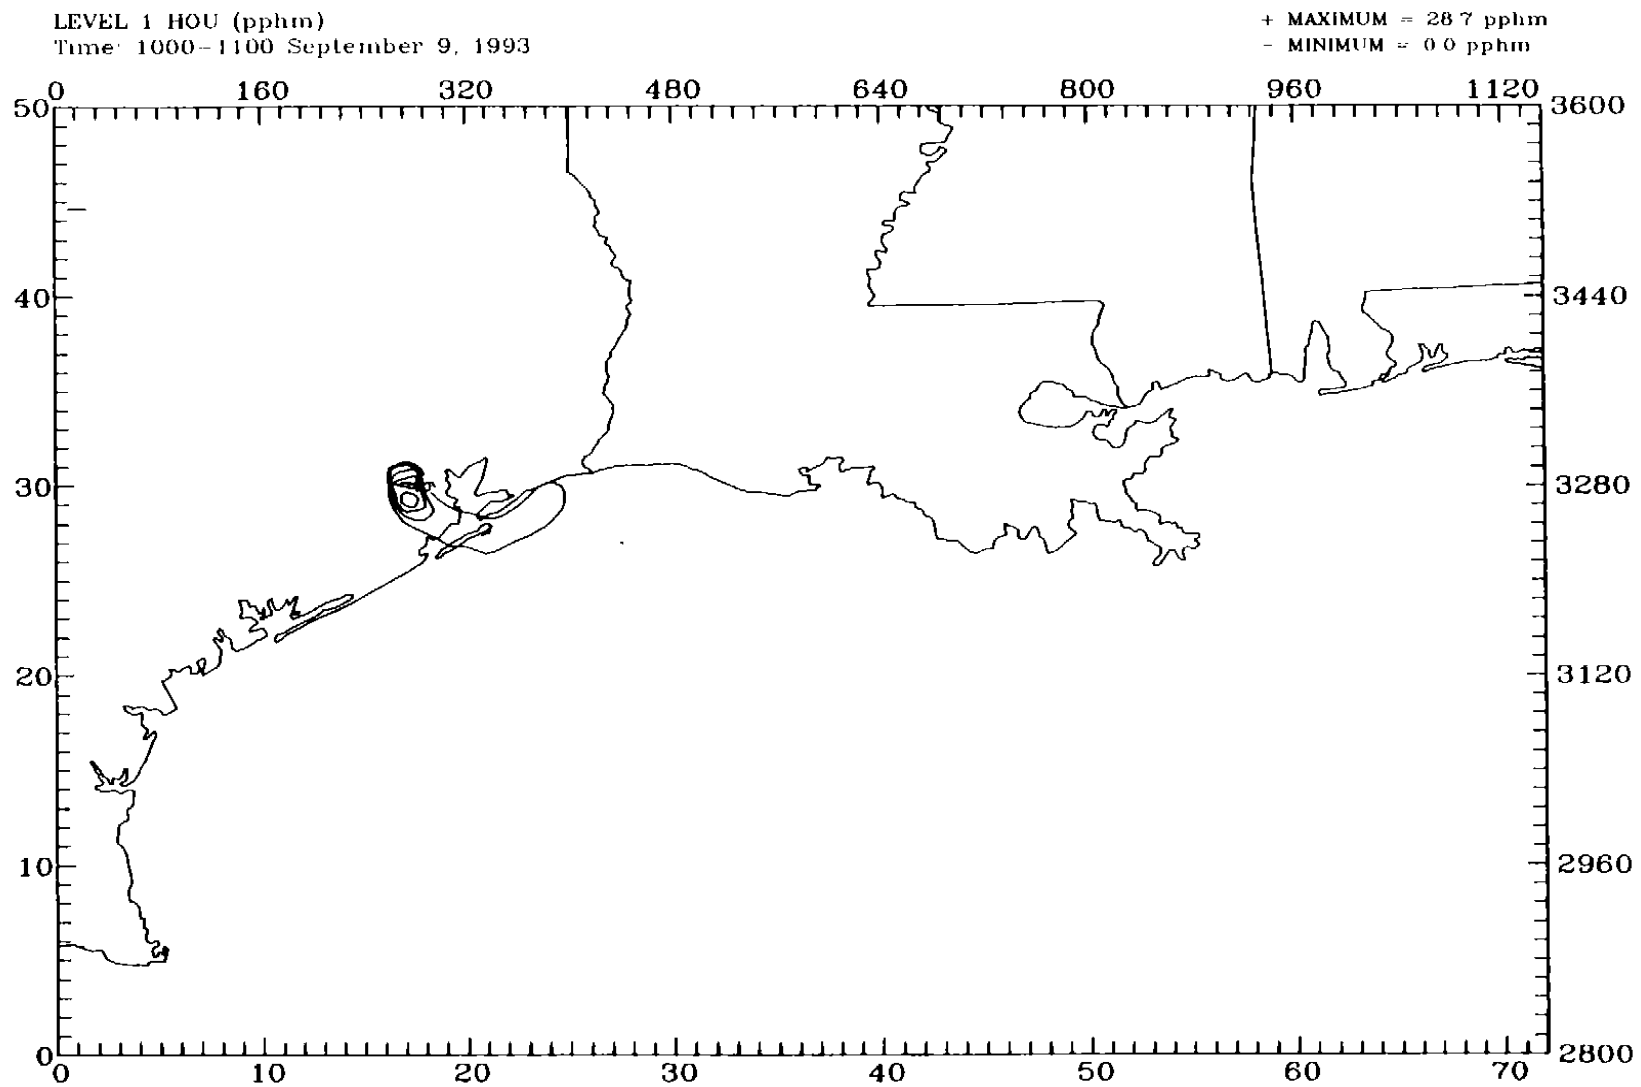 LEVEL 1 HOU (pphm)
Time: 1000-1100 September 9, 1993
+ MAXIMUM = 28.7 pphm
- MINIMUM = 0.0 pphm
0 160 320 480 640 800 960 1120
50 3600
40 3440
30 3280
20 3120
10 2960
0 2800
0 10 20 30 40 50 60 70